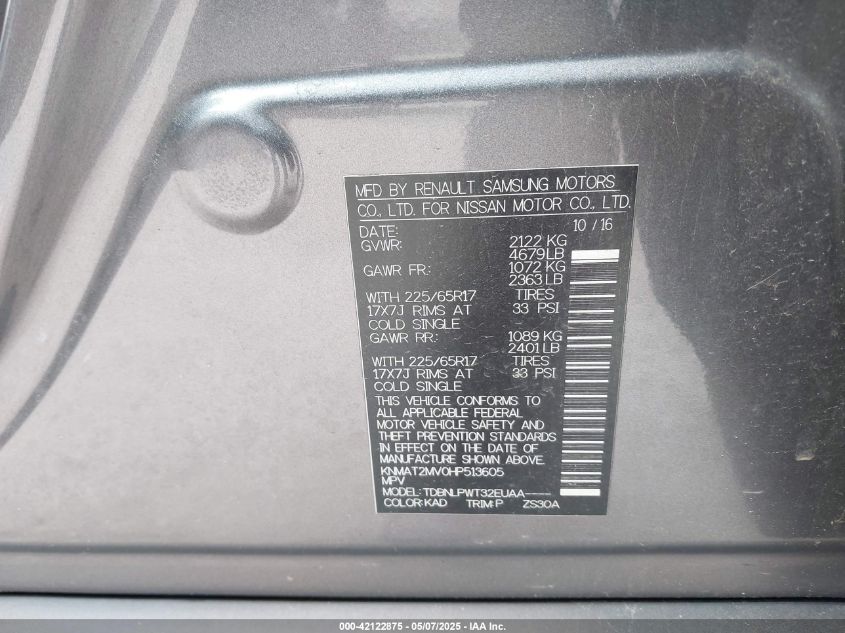 MFD BY RENAULT SAMSUNG MOTORS
CO., LTD. FOR NISSAN MOTOR CO., LTD.
DATE: 10 / 16
GVWR: 2122 KG
4679 LB
GAWR FR.: 1072 KG
2363 LB
WITH 225/65R17 TIRES
17X7J RIMS AT 33 PSI
COLD SINGLE
GAWR RR.: 1089 KG
2401 LB
WITH 225/65R17 TIRES
17X7J RIMS AT 33 PSI
COLD SINGLE
THIS VEHICLE CONFORMS TO
ALL APPLICABLE FEDERAL
MOTOR VEHICLE SAFETY AND
THEFT PREVENTION STANDARDS
IN EFFECT ON THE DATE OF
MANUFACTURE SHOWN ABOVE.
KNMAT2MV0HP513605
MPV
MODEL: TDBNLPWT32EUAA----
COLOR:KAD TRIM:P ZS30A
000-42122875 - 05/07/2025 - IAA Inc.